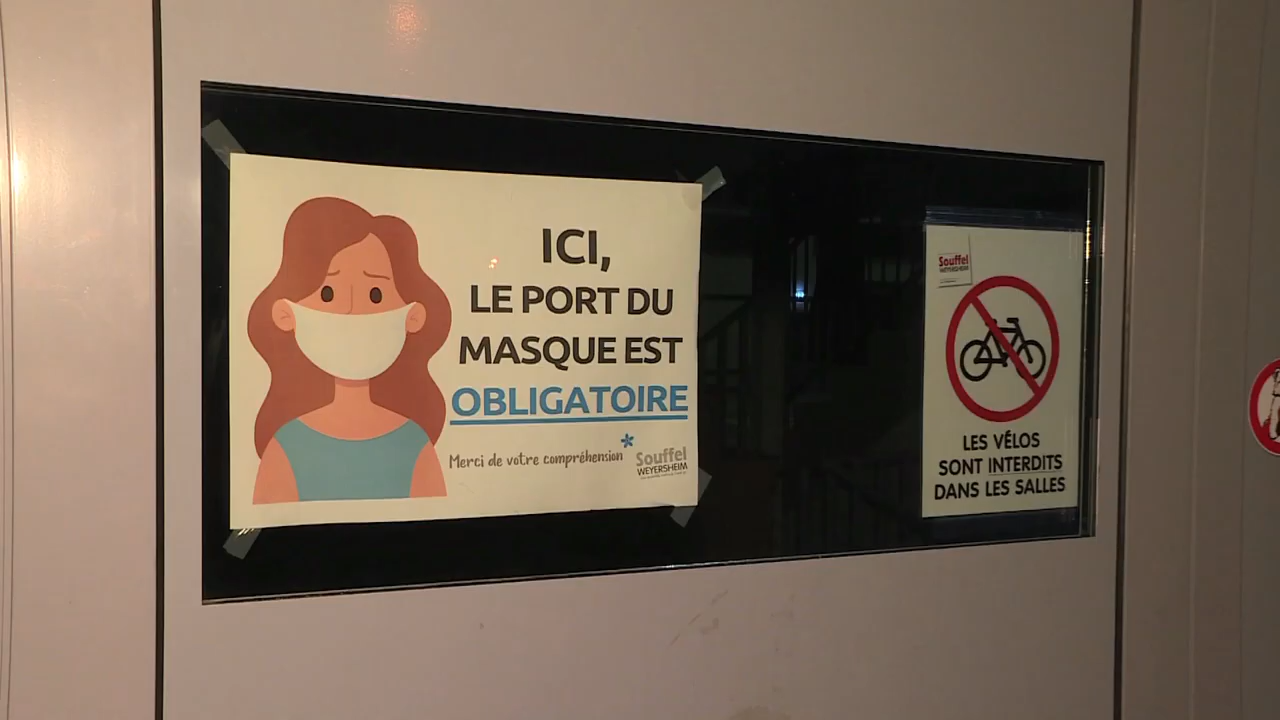 ICI,
LE PORT DU
MASQUE EST
OBLIGATOIRE
Merci de votre compréhension
Souffel
WEYERSHEIM
Souffel
WEYERSHEIM
LES VÉLOS
SONT INTERDITS
DANS LES SALLES